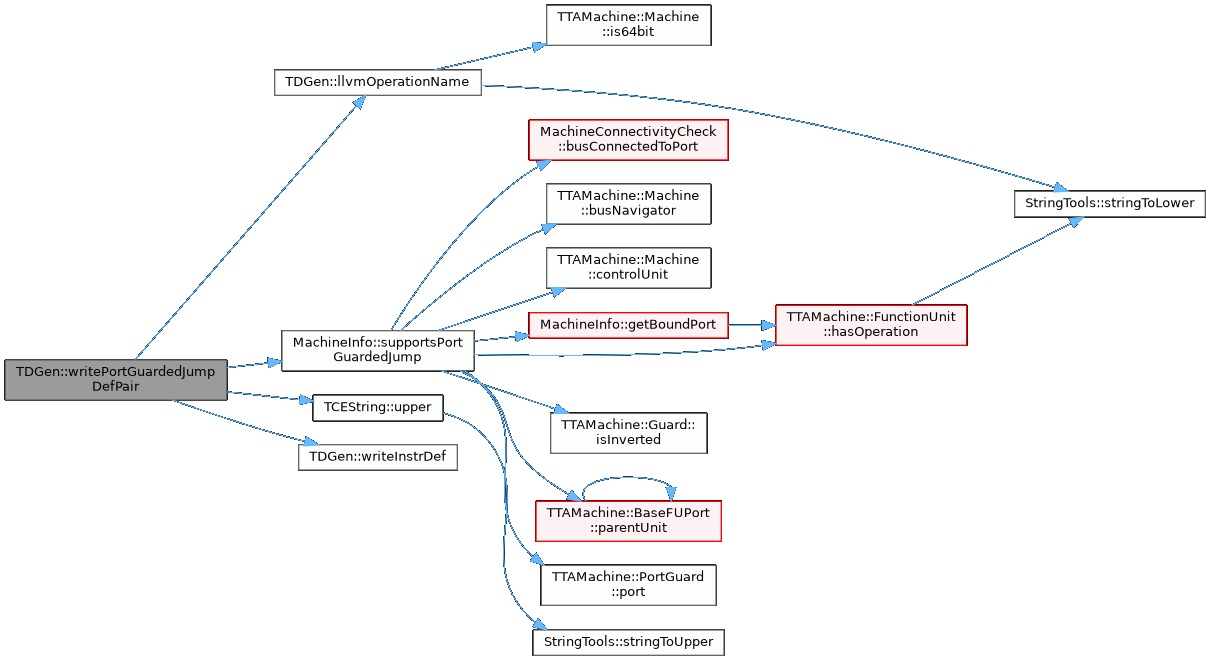 TTAMachine::Machine
::is64bit
TDGen::llvmOperationName
MachineConnectivityCheck
::busConnectedToPort
TTAMachine::Machine
::busNavigator
StringTools::stringToLower
TTAMachine::Machine
::controlUnit
MachineInfo::getBoundPort
TTAMachine::FunctionUnit
::hasOperation
MachineInfo::supportsPort
GuardedJump
TDGen::writePortGuardedJump
DefPair
TCEString::upper
TTAMachine::Guard::
isInverted
TDGen::writeInstrDef
TTAMachine::BaseFUPort
::parentUnit
TTAMachine::PortGuard
::port
StringTools::stringToUpper